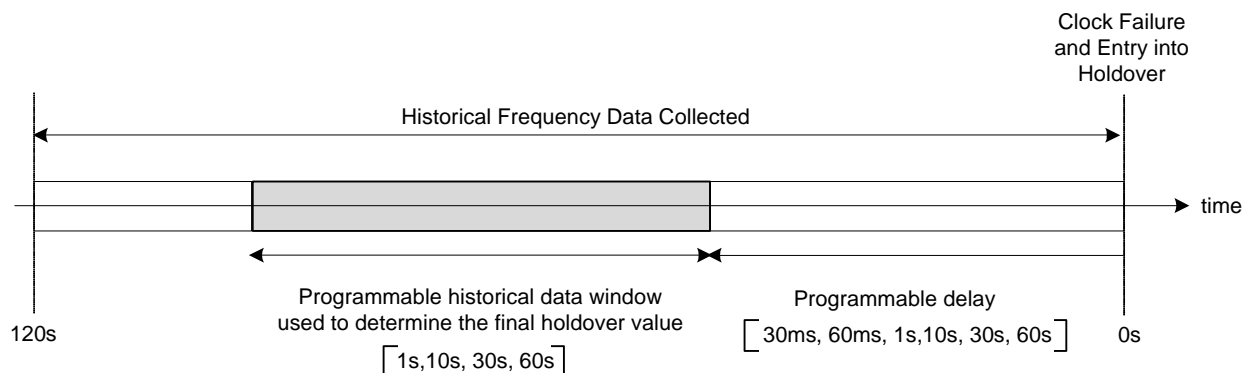 Clock Failure
and Entry into
Holdover
Historical Frequency Data Collected
time
Programmable historical data window
used to determine the final holdover value
[1s,10s, 30s, 60s]
Programmable delay
[30ms, 60ms, 1s,10s, 30s, 60s]
120s
0s